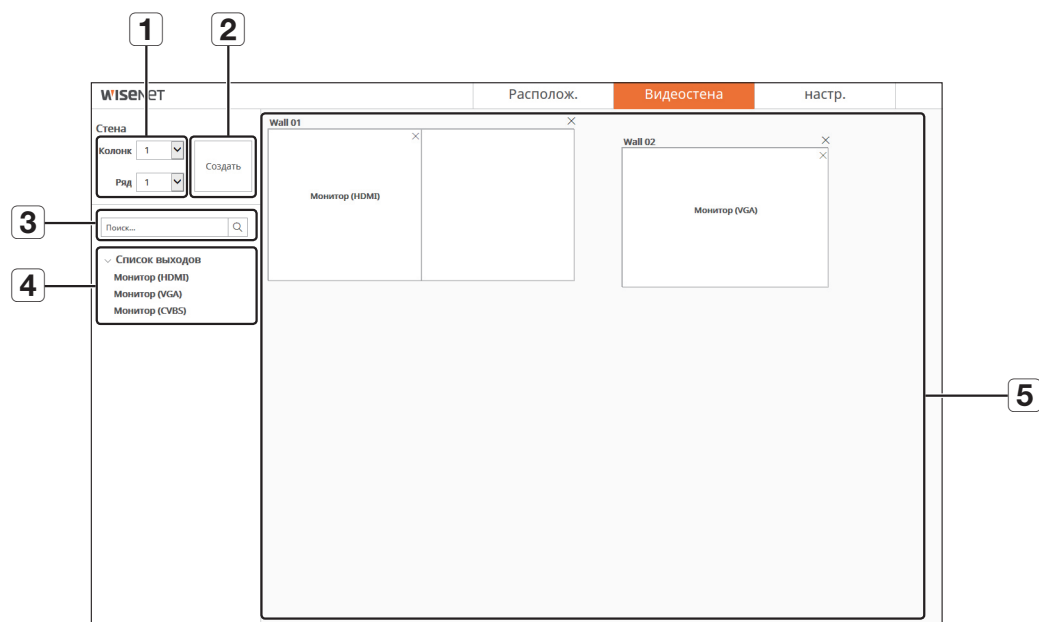 1 2
WISENET Располож. Видеостена настр.
Стена
Колонк 1
Ряд 1
Создать
3
Поиск...
4
Список выходов
Монитор (HDMI)
Монитор (VGA)
Монитор (CVBS)
Wall 01
Монитор (HDMI)
Wall 02
Монитор (VGA)
5